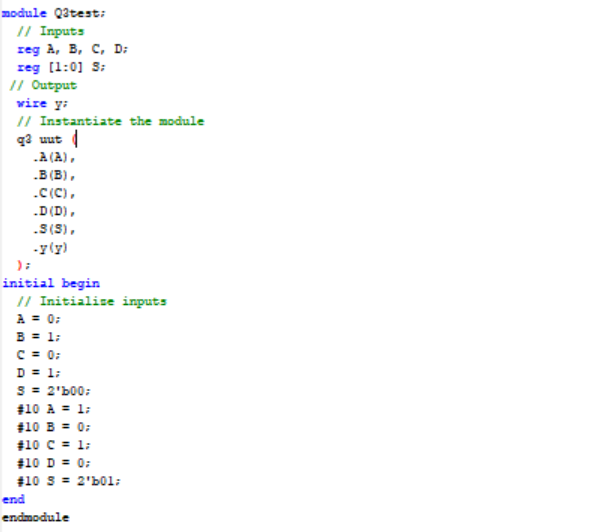 module Q3test;
// Inputs
reg A, B, C, D;
reg [1:0] S;
// Output
wire y;
// Instantiate the module
q3 uut (
.A(A),
.B(B),
.C(C),
.D(D),
.S(S),
.y(y)
);
initial begin
// Initialize inputs
A = 0;
B = 1;
C = 0;
D = 1;
S = 2'b00;
#10 A = 1;
#10 B = 0;
#10 C = 1;
#10 D = 0;
#10 S = 2'b01;
end
endmodule